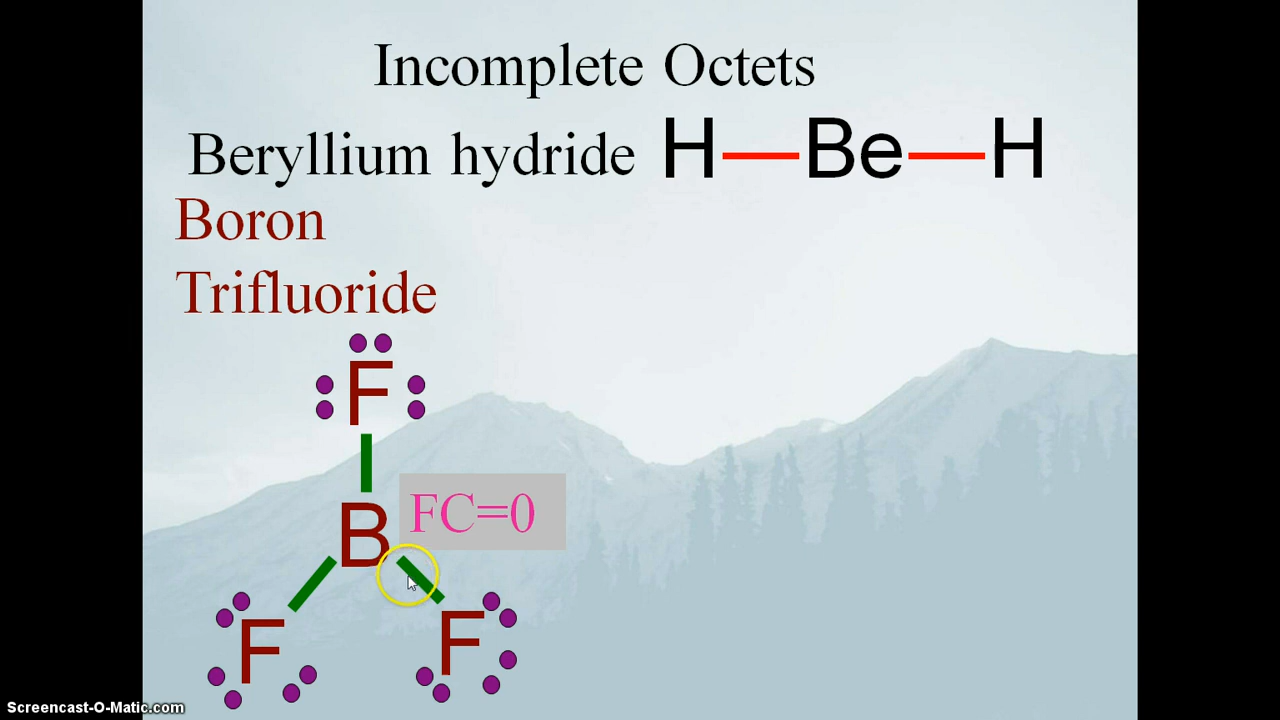 Incomplete Octets
Beryllium hydride H—Be—H
Boron
Trifluoride
F
B FC=0
F F
Screencast-O-Matic.com